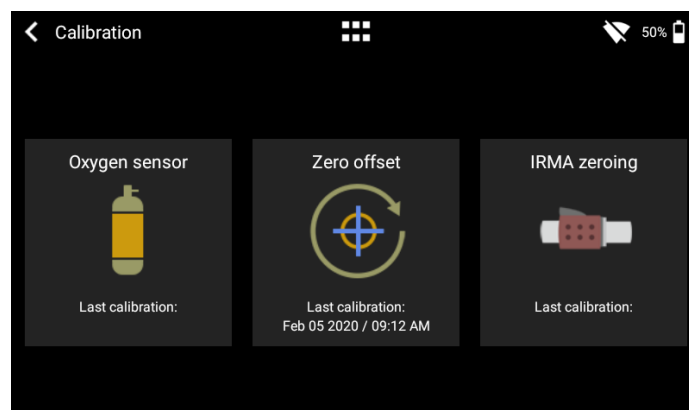 Calibration
50%
Oxygen sensor
Last calibration:
Zero offset
Last calibration:
Feb 05 2020 / 09:12 AM
IRMA zeroing
Last calibration: